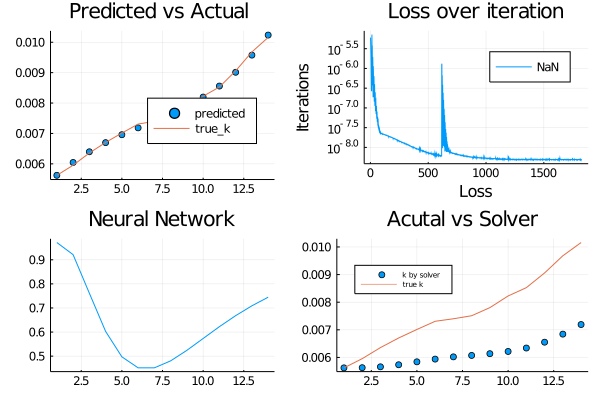 Predicted vs Actual
0.010
0.009
0.008
0.007
0.006
predicted
true_k
2.5 5.0 7.5 10.0 12.5
Loss over iteration
Iterations
10^-5.5
10^-6.0
10^-6.5
10^-7.0
10^-7.5
10^-8.0
NaN
0 500 1000 1500
Loss
Neural Network
0.9
0.8
0.7
0.6
0.5
2.5 5.0 7.5 10.0 12.5
Acutal vs Solver
0.010
0.009
0.008
0.007
0.006
k by solver
true k
2.5 5.0 7.5 10.0 12.5